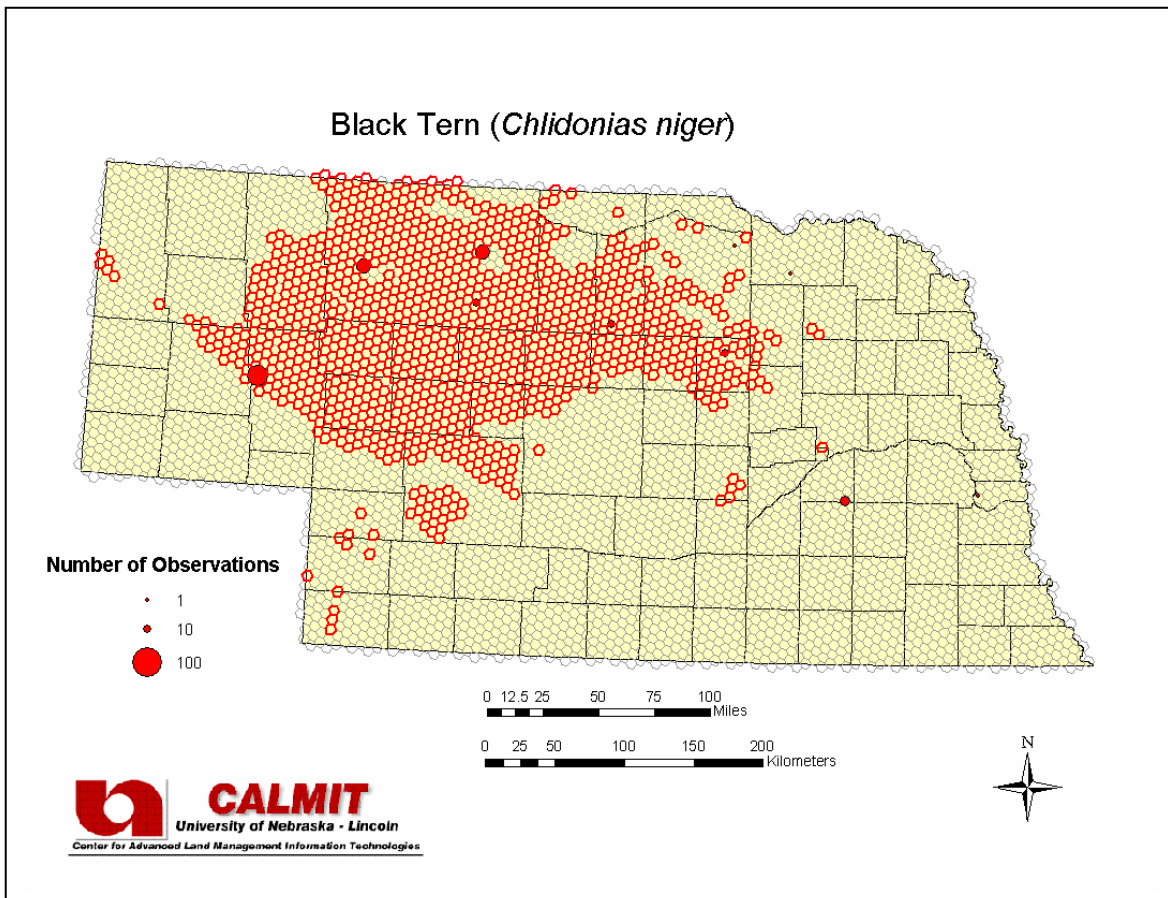 Black Tern (Chlidonias niger)
Number of Observations
1
10
100
0 12.5 25 50 75 100
Miles
0 25 50 100 150 200
Kilometers
N
CALMIT
University of Nebraska - Lincoln
Center for Advanced Land Management Information Technologies